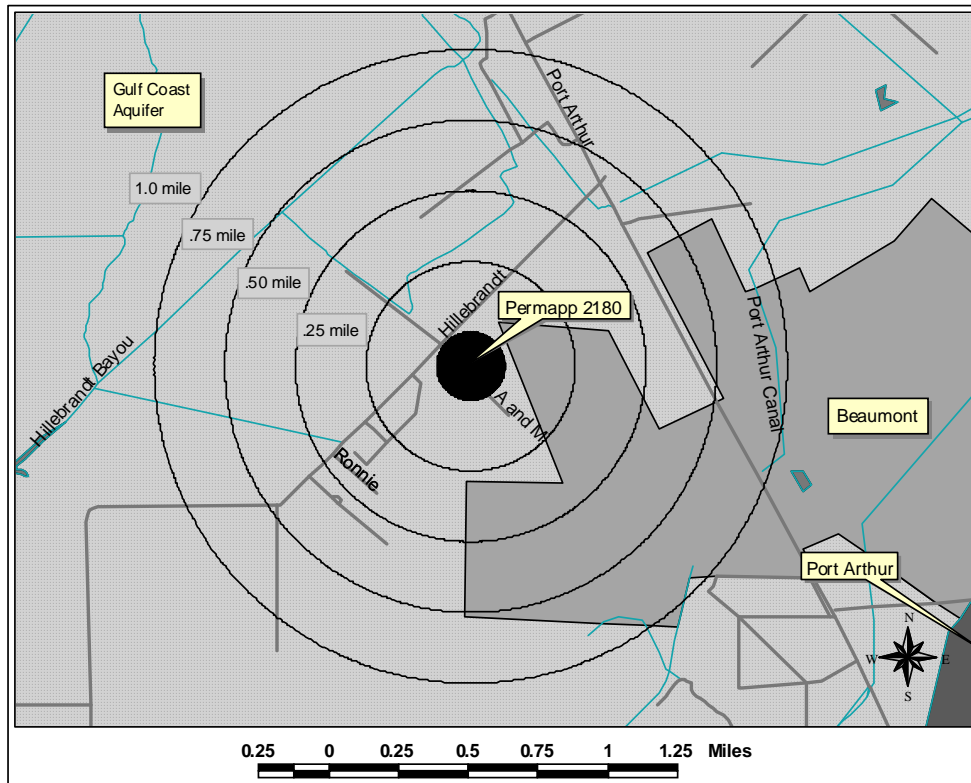 Gulf Coast
Aquifer
Port Arthur
1.0 mile
.75 mile
.50 mile
.25 mile
Hillebrandt
Permapp 2180
Port Arthur Canal
Hillebrandt Bayou
A and M
Beaumont
Ronnie
Port Arthur
N
W
E
S
0.25 0 0.25 0.5 0.75 1 1.25 Miles